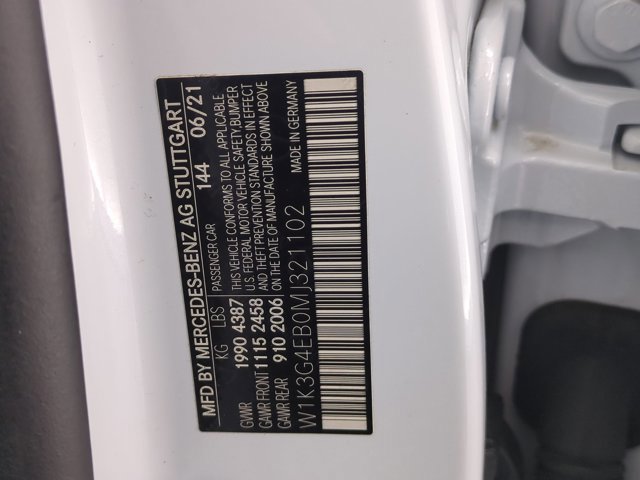 MFD BY MERCEDES-BENZ AG STUTTGART
144 06/21
KG LBS PASSENGER CAR
GVWR 1990 4387 THIS VEHICLE CONFORMS TO ALL APPLICABLE
U.S. FEDERAL MOTOR VEHICLE SAFETY, BUMPER
GAWR FRONT 1115 2458 AND THEFT PREVENTION STANDARDS IN EFFECT
GAWR REAR 910 2006 ON THE DATE OF MANUFACTURE SHOWN ABOVE
MADE IN GERMANY
W1K3G4EB0MJ321102